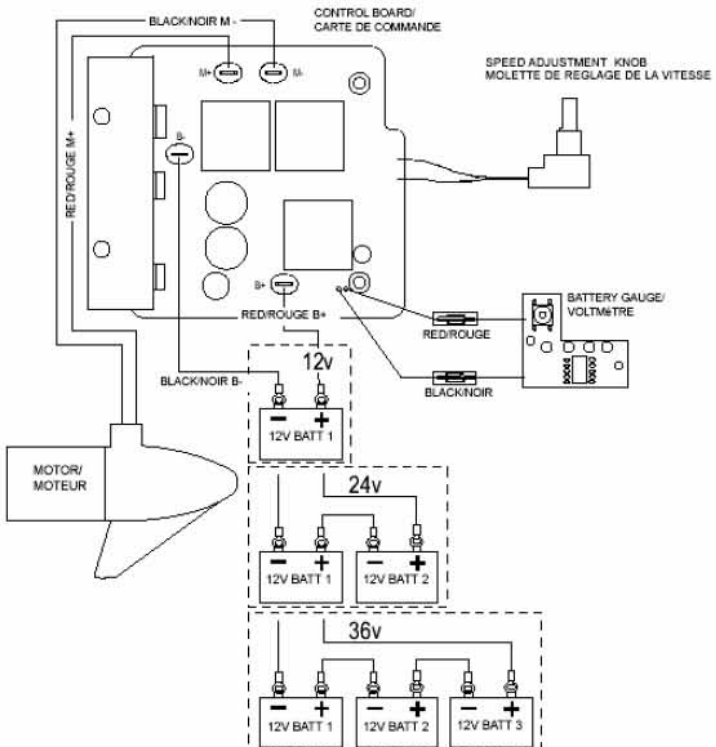 BLACK/NOIR M -
CONTROL BOARD/
CARTE DE COMMANDE
SPEED ADJUSTMENT KNOB
MOLETTE DE REGLAGE DE LA VITESSE
M+
M-
RED/ROUGE M+
B-
B+
RED/ROUGE B+
BATTERY GAUGE/
VOLTMèTRE
RED/ROUGE
BLACK/NOIR
BLACK/NOIR B-
12v
- +
12V BATT 1
MOTOR/
MOTEUR
24v
- + - +
12V BATT 1 12V BATT 2
36v
- + - + - +
12V BATT 1 12V BATT 2 12V BATT 3